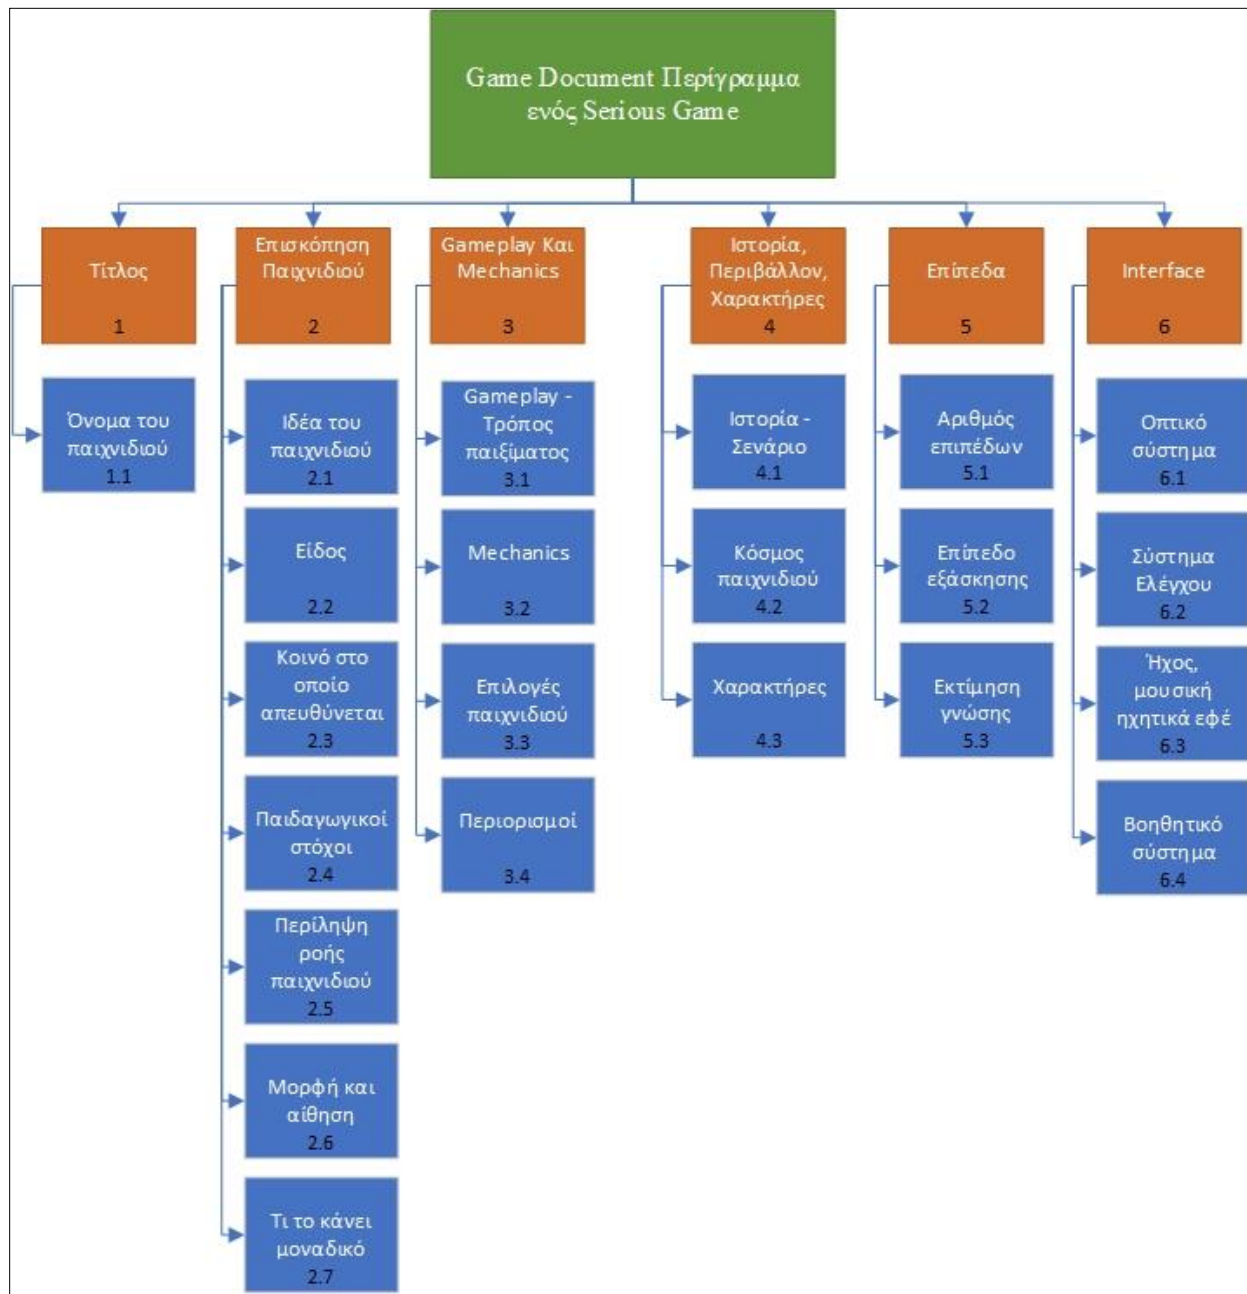 Game Document Περίγραμμα
ενός Serious Game
Τίτλος
1
Επισκόπηση
Παιχνιδιού
2
Gameplay Και
Mechanics
3
Ιστορία,
Περιβάλλον,
Χαρακτήρες
4
Επίπεδα
5
Interface
6
Όνομα του
παιχνιδιού
1.1
Ιδέα του
παιχνιδιού
2.1
Είδος
2.2
Κοινό στο
οποίο
απευθύνεται
2.3
Παιδαγωγικοί
στόχοι
2.4
Περίληψη
ροής
παιχνιδιού
2.5
Μορφή και
αίθηση
2.6
Τι το κάνει
μοναδικό
2.7
Gameplay -
Τρόπος
παιξίματος
3.1
Mechanics
3.2
Επιλογές
παιχνιδιού
3.3
Περιορισμοί
3.4
Ιστορία -
Σενάριο
4.1
Κόσμος
παιχνιδιού
4.2
Χαρακτήρες
4.3
Αριθμός
επιπέδων
5.1
Επίπεδο
εξάσκησης
5.2
Εκτίμηση
γνώσης
5.3
Οπτικό
σύστημα
6.1
Σύστημα
Ελέγχου
6.2
Ήχος,
μουσική
ηχητικά εφέ
6.3
Βοηθητικό
σύστημα
6.4